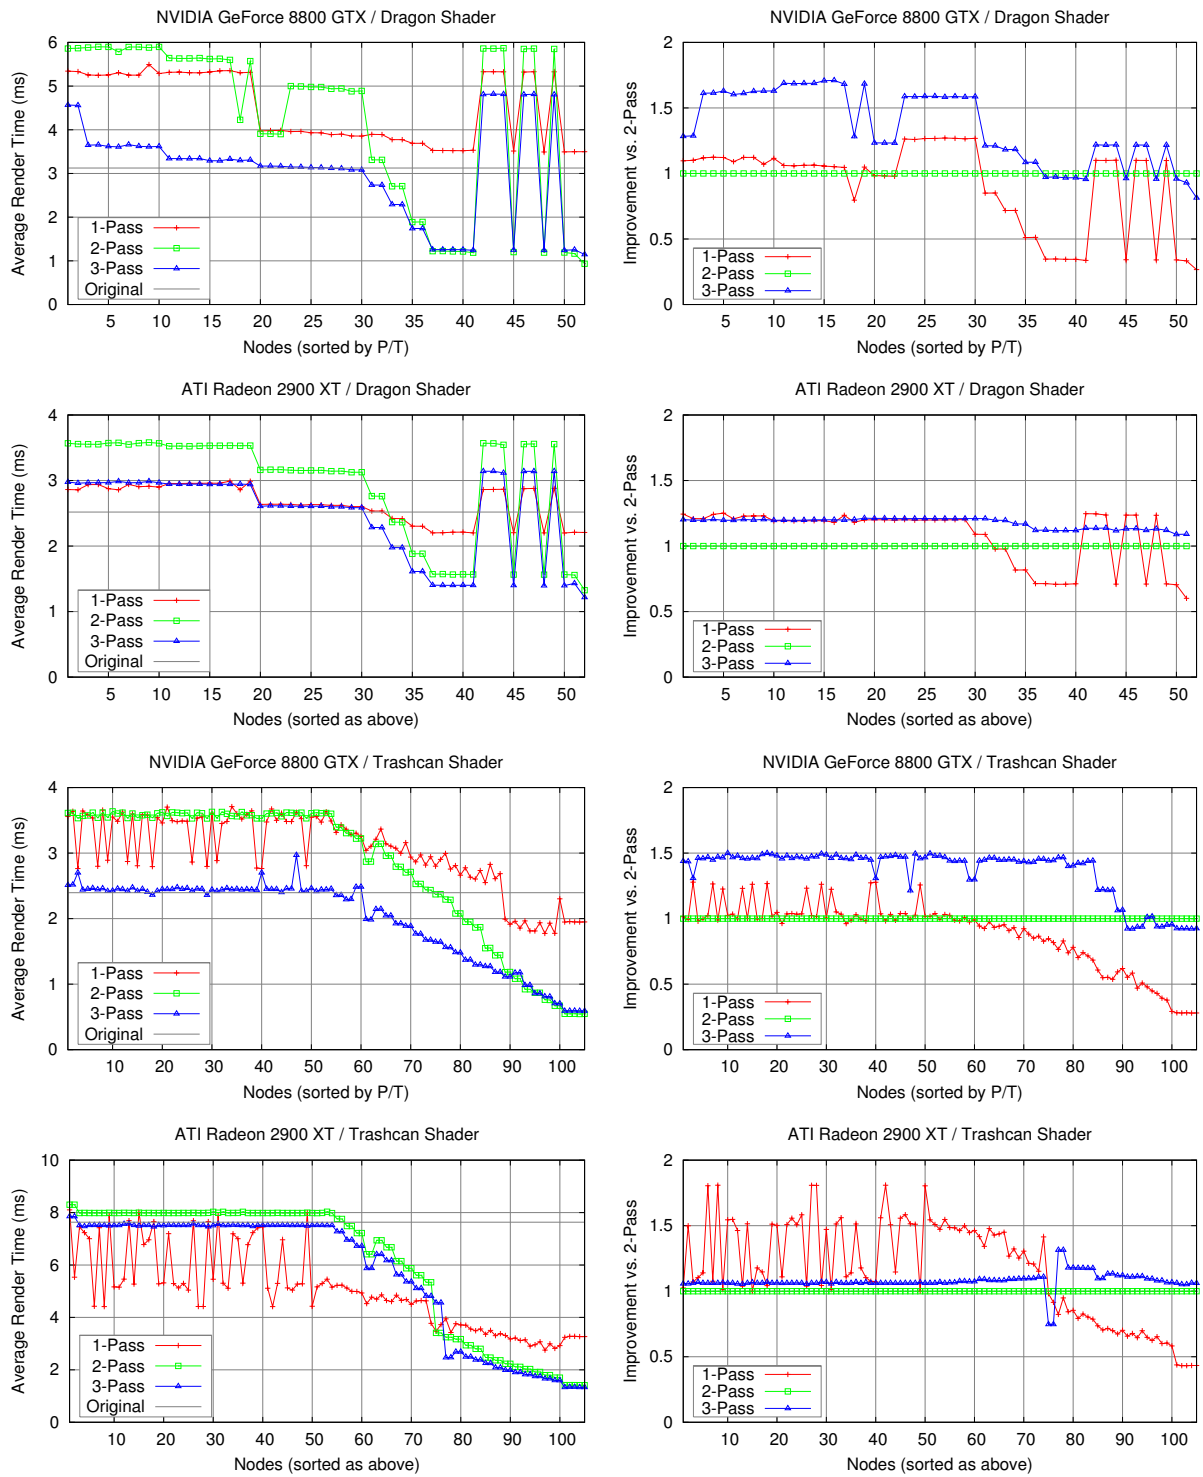 NVIDIA GeForce 8800 GTX / Dragon Shader
Average Render Time (ms)
6
5
4
3
2
1
0
1-Pass
2-Pass
3-Pass
Original
5 10 15 20 25 30 35 40 45 50
Nodes (sorted by P/T)
NVIDIA GeForce 8800 GTX / Dragon Shader
Improvement vs. 2-Pass
2
1.5
1
0.5
0
1-Pass
2-Pass
3-Pass
5 10 15 20 25 30 35 40 45 50
Nodes (sorted by P/T)
ATI Radeon 2900 XT / Dragon Shader
Average Render Time (ms)
4
3
2
1
0
1-Pass
2-Pass
3-Pass
Original
5 10 15 20 25 30 35 40 45 50
Nodes (sorted as above)
ATI Radeon 2900 XT / Dragon Shader
Improvement vs. 2-Pass
2
1.5
1
0.5
0
1-Pass
2-Pass
3-Pass
5 10 15 20 25 30 35 40 45 50
Nodes (sorted as above)
NVIDIA GeForce 8800 GTX / Trashcan Shader
Average Render Time (ms)
4
3
2
1
0
1-Pass
2-Pass
3-Pass
Original
10 20 30 40 50 60 70 80 90 100
Nodes (sorted by P/T)
NVIDIA GeForce 8800 GTX / Trashcan Shader
Improvement vs. 2-Pass
2
1.5
1
0.5
0
1-Pass
2-Pass
3-Pass
10 20 30 40 50 60 70 80 90 100
Nodes (sorted by P/T)
ATI Radeon 2900 XT / Trashcan Shader
Average Render Time (ms)
10
8
6
4
2
0
1-Pass
2-Pass
3-Pass
Original
10 20 30 40 50 60 70 80 90 100
Nodes (sorted as above)
ATI Radeon 2900 XT / Trashcan Shader
Improvement vs. 2-Pass
2
1.5
1
0.5
0
1-Pass
2-Pass
3-Pass
10 20 30 40 50 60 70 80 90 100
Nodes (sorted as above)